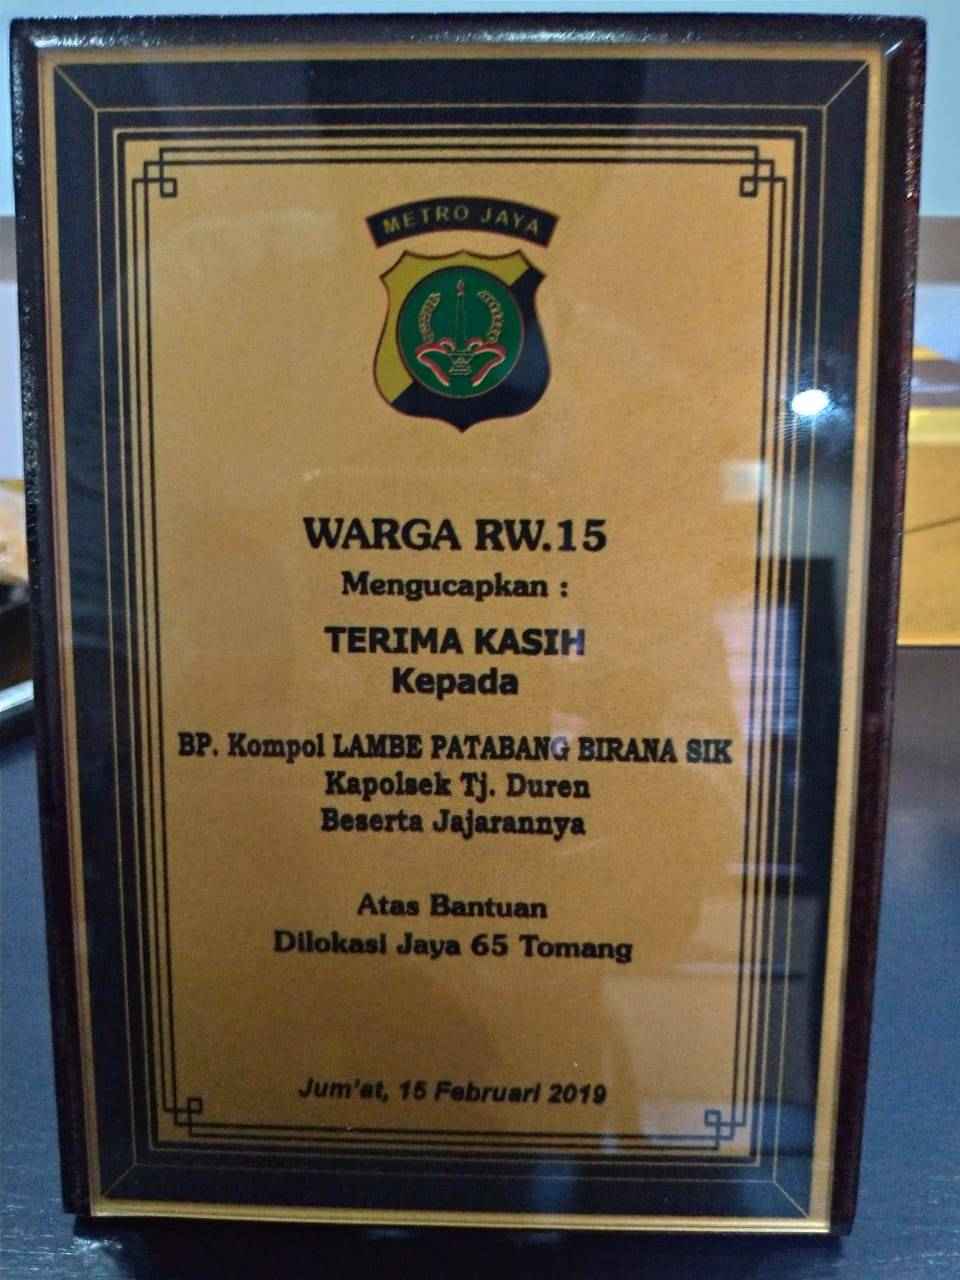 METRO JAYA
WARGA RW.15
Mengucapkan :
TERIMA KASIH
Kepada
BP. Kompol LAMBE PATABANG BIRANA SIK
Kapolsek Tj. Duren
Beserta Jajarannya
Atas Bantuan
Dilokasi Jaya 65 Tomang
Jum'at, 15 Februari 2019